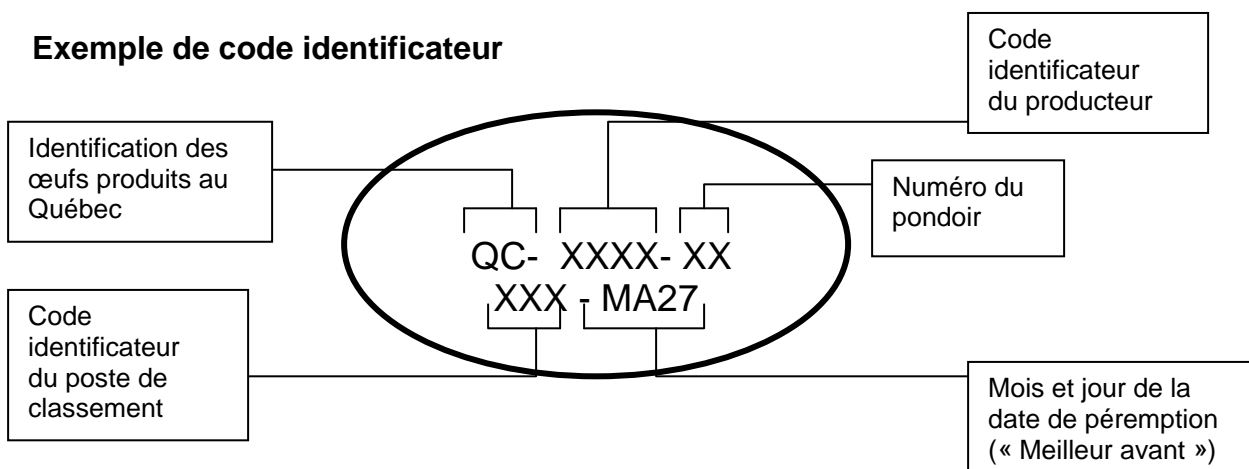 Exemple de code identificateur
Code
identificateur
du producteur
Identification des
œufs produits au
Québec
Numéro du
pondoir
QC- XXXX- XX
XXX - MA27
Code
identificateur
du poste de
classement
Mois et jour de la
date de péremption
(« Meilleur avant »)